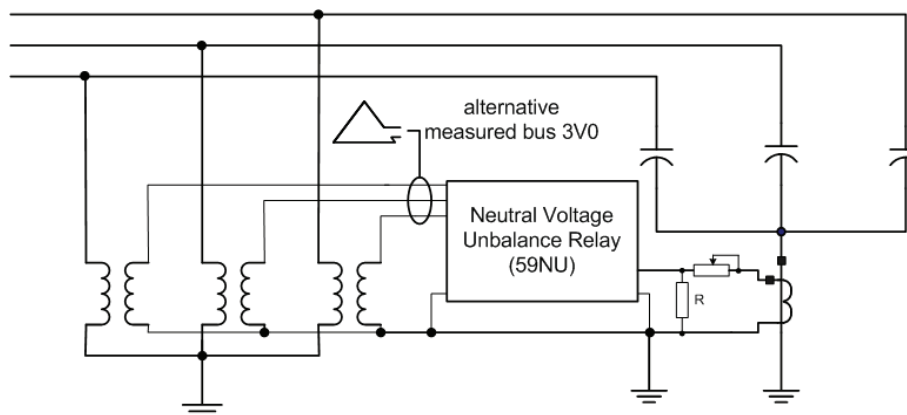 alternative
measured bus 3V0
Neutral Voltage
Unbalance Relay
(59NU)
R